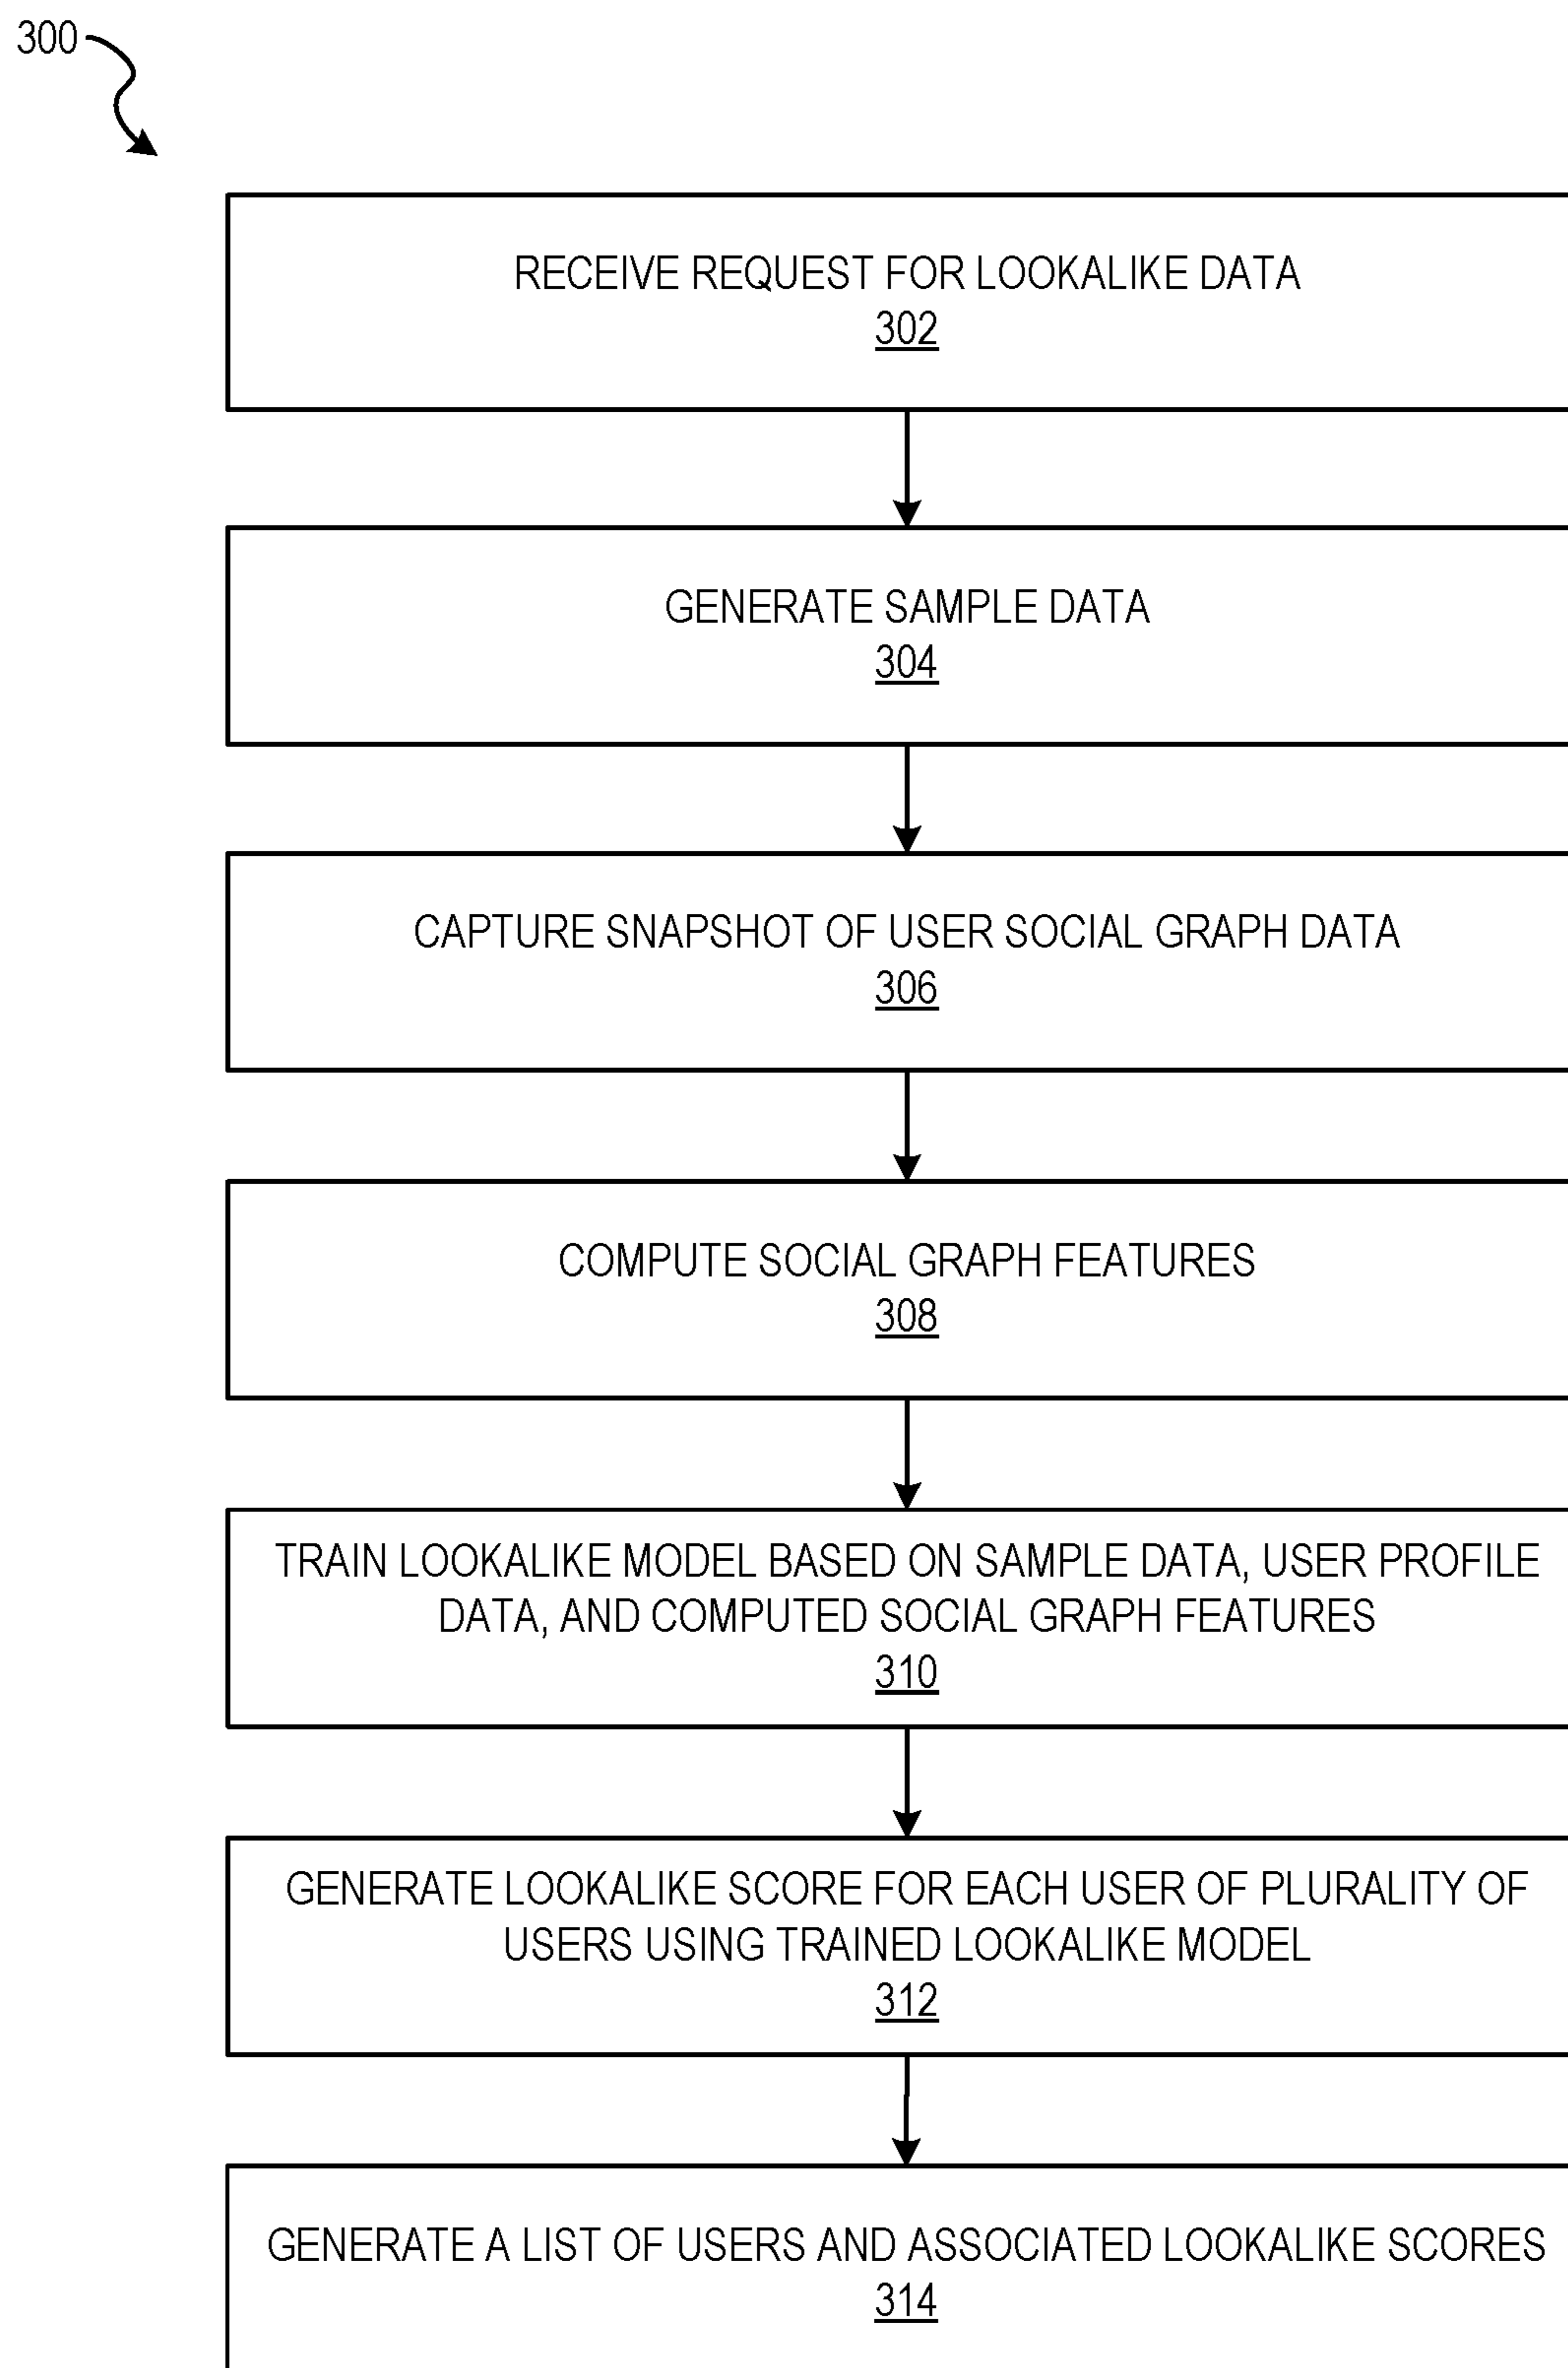 300
RECEIVE REQUEST FOR LOOKALIKE DATA
302
GENERATE SAMPLE DATA
304
CAPTURE SNAPSHOT OF USER SOCIAL GRAPH DATA
306
COMPUTE SOCIAL GRAPH FEATURES
308
TRAIN LOOKALIKE MODEL BASED ON SAMPLE DATA, USER PROFILE
DATA, AND COMPUTED SOCIAL GRAPH FEATURES
310
GENERATE LOOKALIKE SCORE FOR EACH USER OF PLURALITY OF
USERS USING TRAINED LOOKALIKE MODEL
312
GENERATE A LIST OF USERS AND ASSOCIATED LOOKALIKE SCORES
314